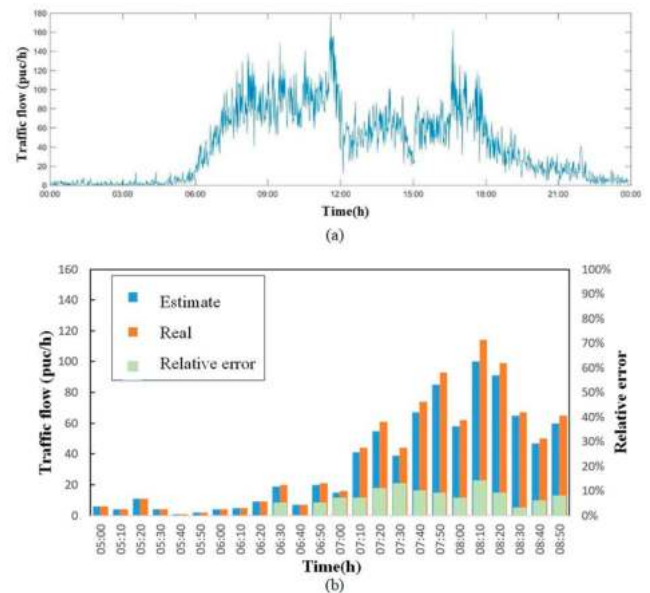 180
160
140
120
100
80
60
40
20
0
Traffic flow (puc/h)
00:00 03:00 06:00 09:00 12:00 15:00 18:00 21:00 00:00
Time(h)
(a)
160
140
120
100
80
60
40
20
0
Traffic flow (puc/h)
Estimate
Real
Relative error
100%
90%
80%
70%
60%
50%
40%
30%
20%
10%
0%
Relative error
05:00 05:10 05:20 05:30 05:40 05:50 06:00 06:10 06:20 06:30 06:40 06:50 07:00 07:10 07:20 07:30 07:40 07:50 08:00 08:10 08:20 08:30 08:40 08:50
Time(h)
(b)